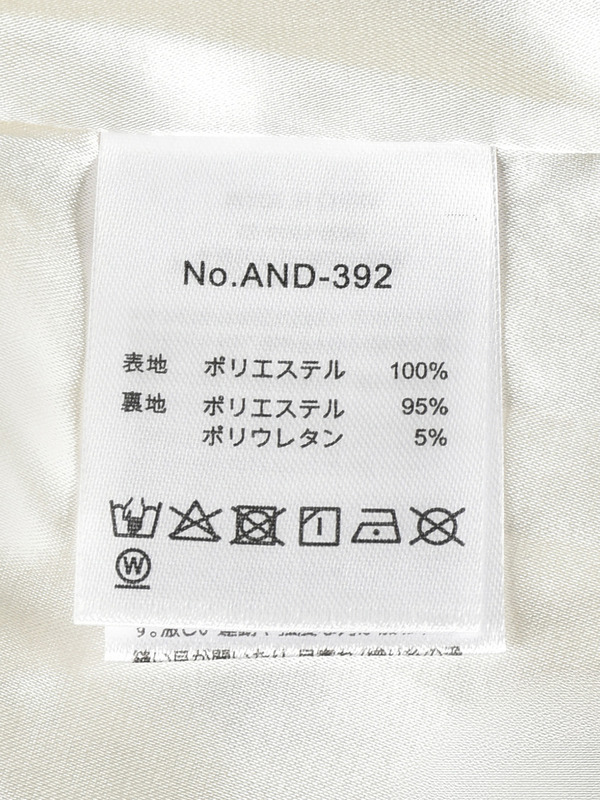 No.AND-392
表地 ポリエステル 100%
裏地 ポリエステル 95%
ポリウレタン 5%
W